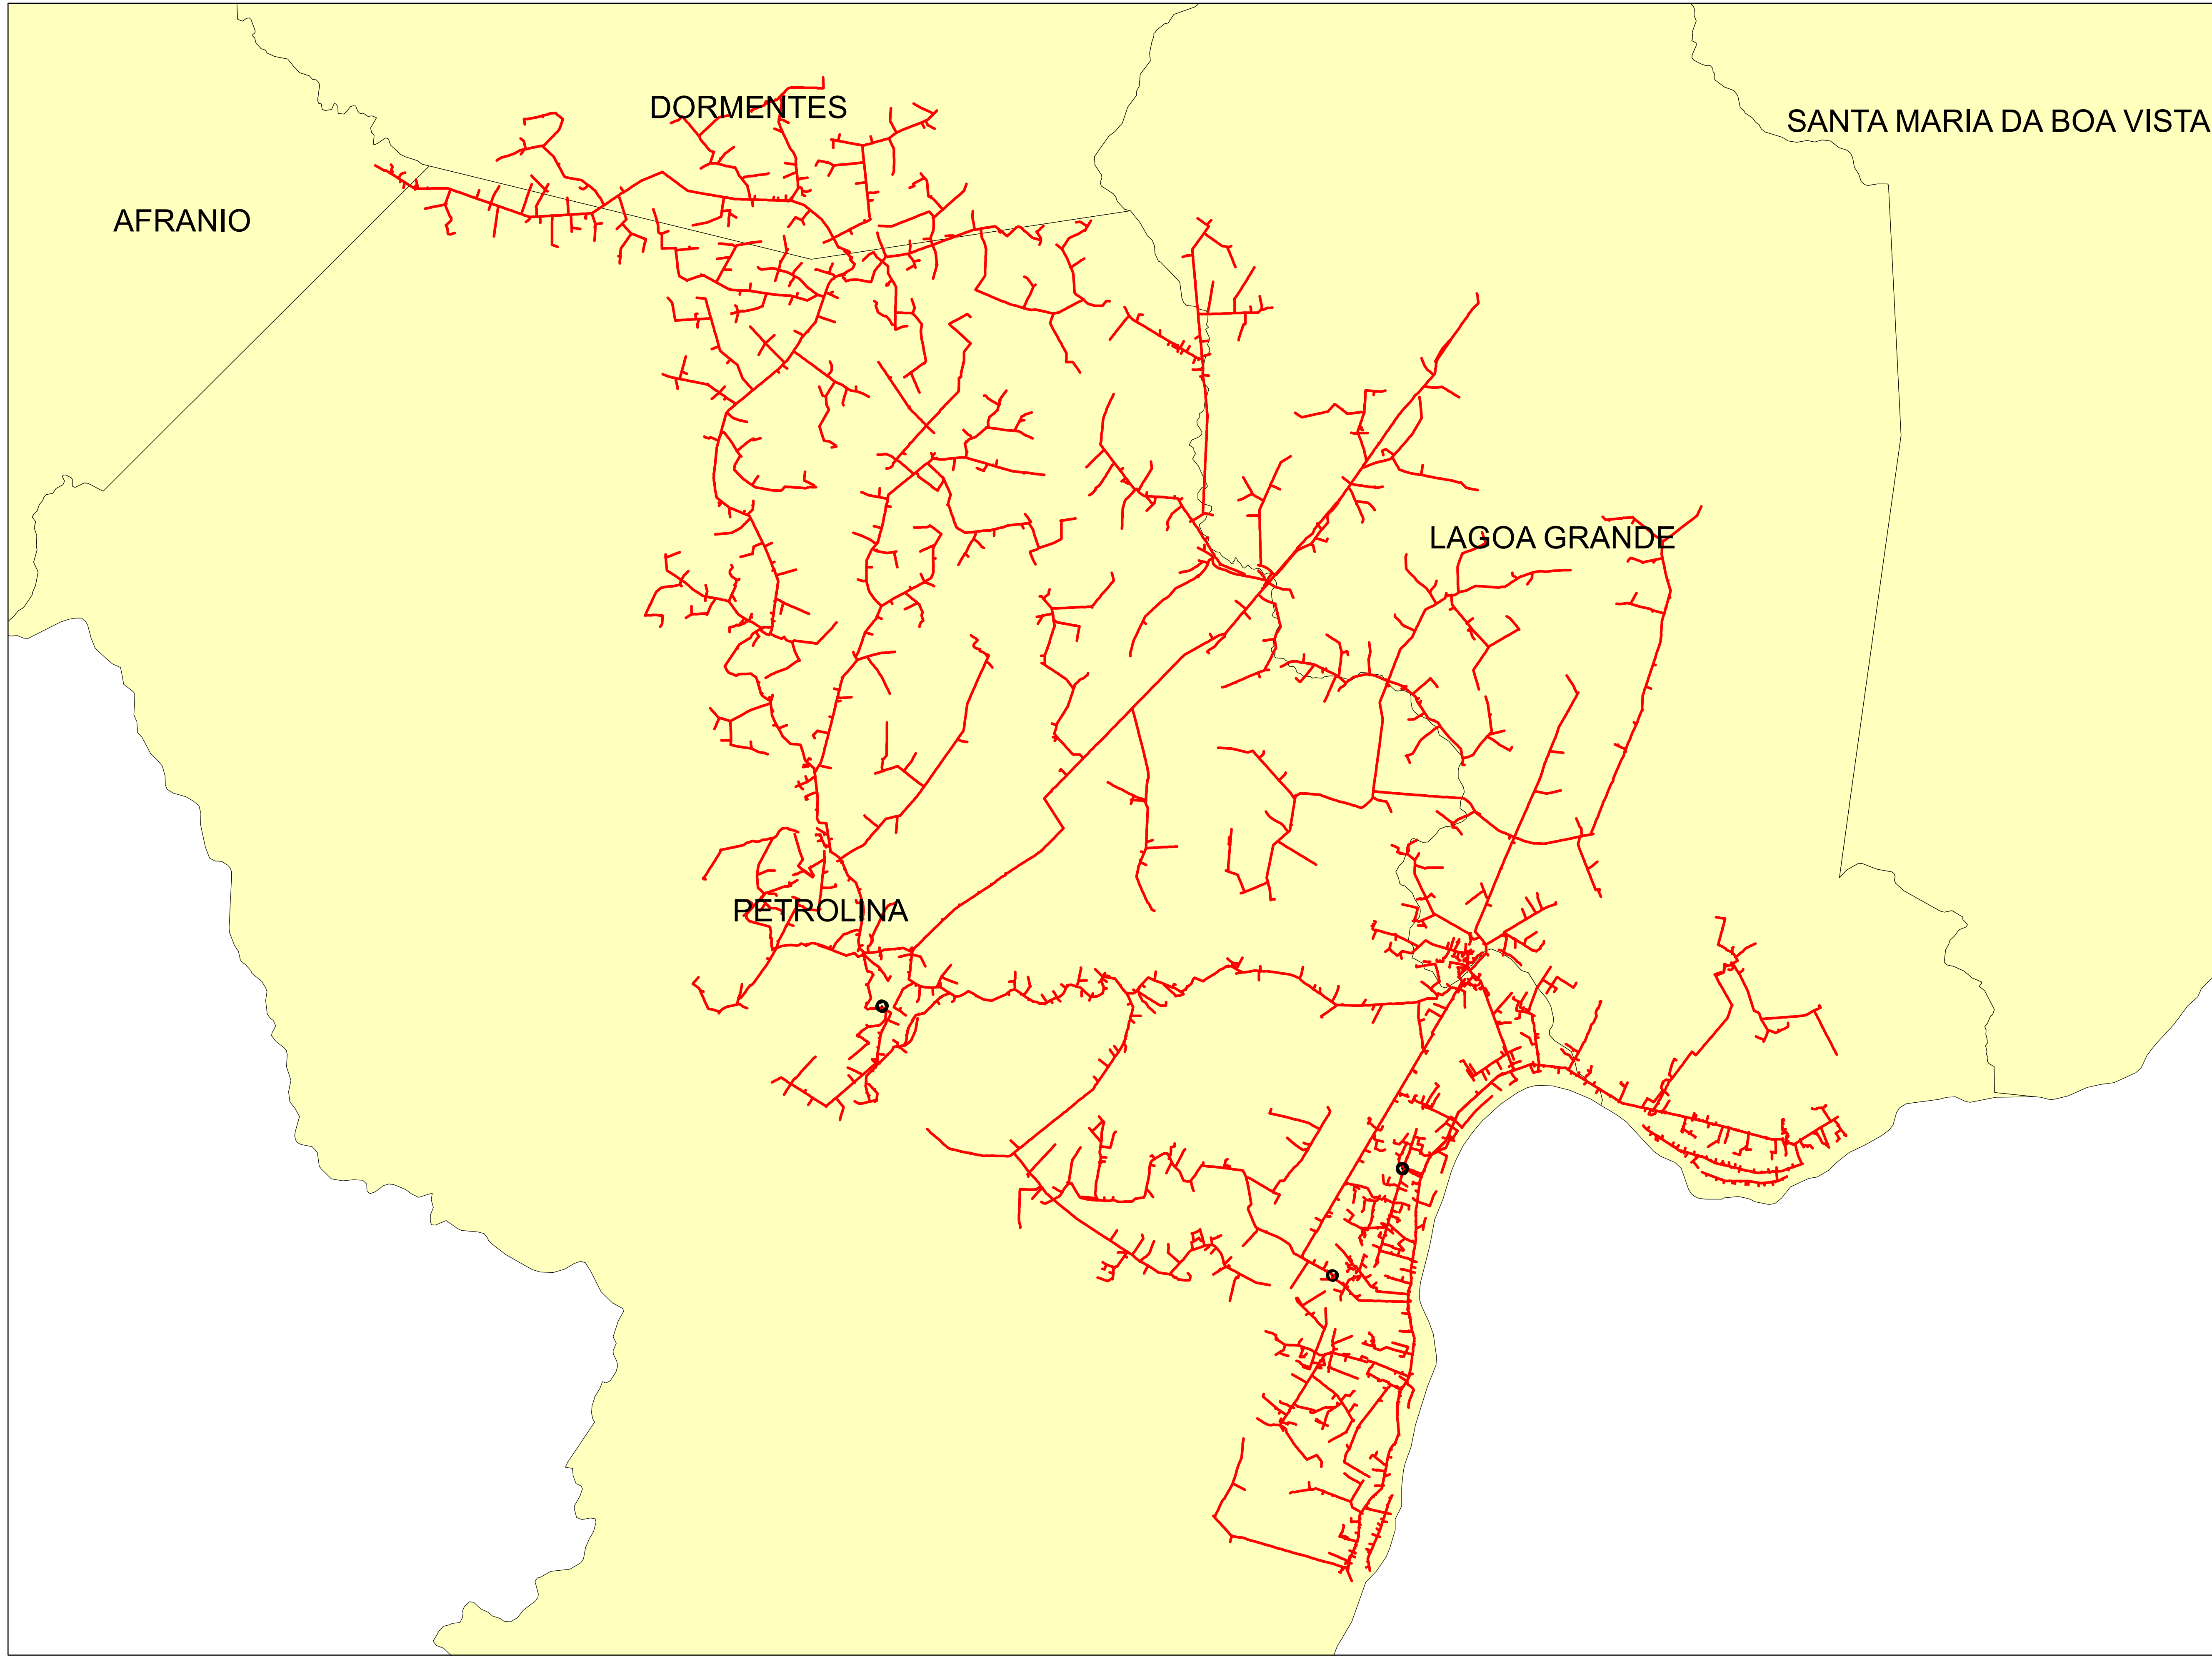 DORMENTES
SANTA MARIA DA BOA VISTA
AFRANIO
LAGOA GRANDE
PETROLINA